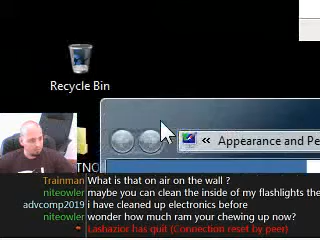 Recycle Bin
« Appearance and Pe
TNO
Trainman What is that on air on the wall ?
niteowler maybe you can clean the inside of my flashlights the
advcomp2019 i have cleaned up electronics before
niteowler wonder how much ram your chewing up now?
* Lashazior has quit (Connection reset by peer)